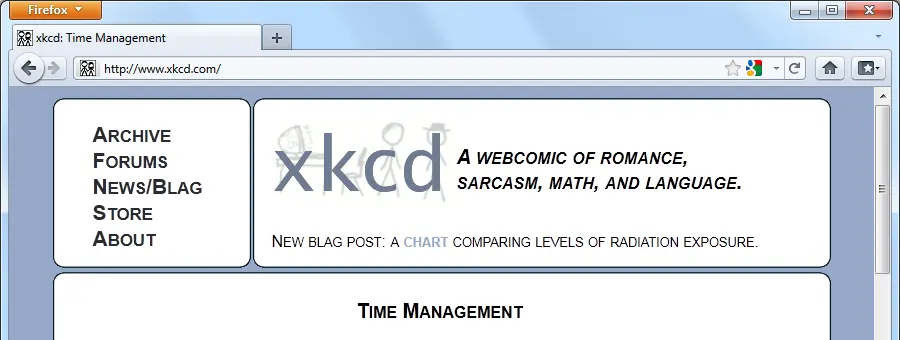 Firefox
xkcd: Time Management
http://www.xkcd.com/
Archive
Forums
News/Blag
Store
About
xkcd
A webcomic of romance,
sarcasm, math, and language.
New blag post: a chart comparing levels of radiation exposure.
Time Management